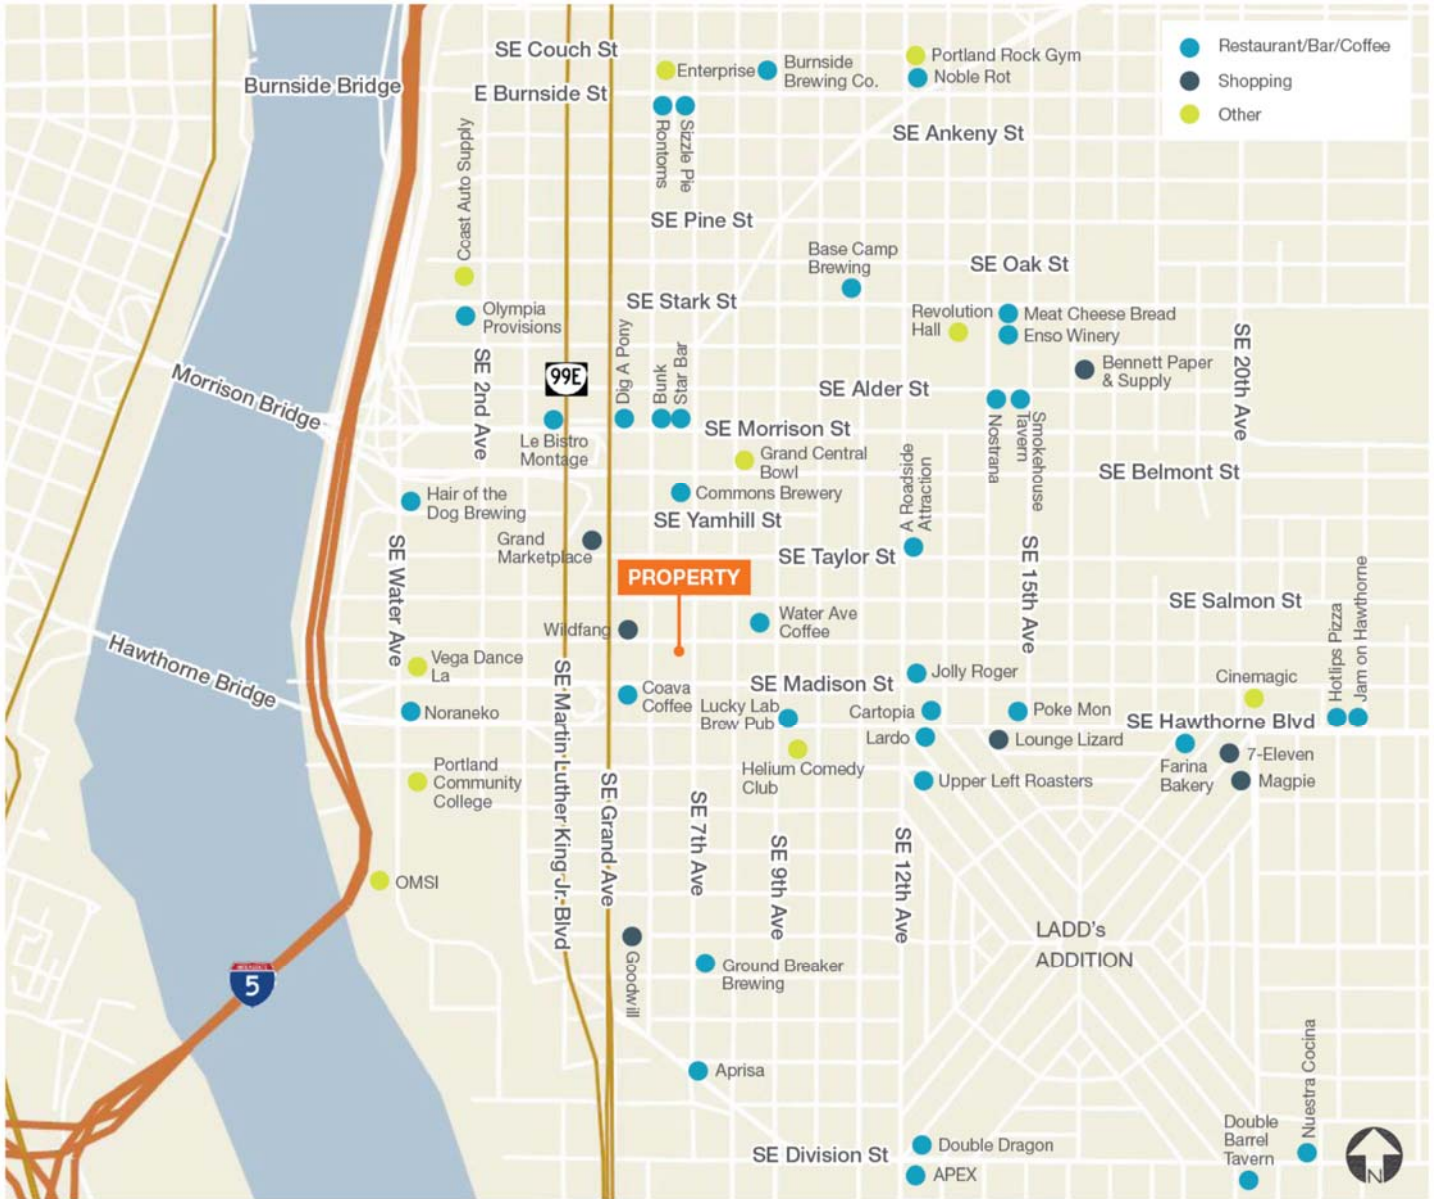 SE Couch St
Burnside Bridge
E Burnside St
Enterprise
Burnside
Brewing Co.
Portland Rock Gym
Noble Rot
Restaurant/Bar/Coffee
Shopping
Other
SE Ankeny St
Rontoms
Sizzle Pie
Coast Auto Supply
SE Pine St
Base Camp
Brewing
SE Oak St
SE Stark St
Olympia
Provisions
Revolution
Hall
Meat Cheese Bread
Enso Winery
Bennett Paper
& Supply
SE 20th Ave
SE 2nd Ave
99E
Dig A Pony
Bunk
Star Bar
SE Alder St
Morrison Bridge
Le Bistro
Montage
SE Morrison St
Grand Central
Bowl
Nostrana
Smokehouse
Tavern
SE Belmont St
A Roadside
Attraction
Commons Brewery
Hair of the
Dog Brewing
SE Yamhill St
Grand
Marketplace
SE Taylor St
SE Water Ave
SE 15th Ave
PROPERTY
SE Salmon St
Hotlips Pizza
Jam on Hawthorne
Wildfang
Water Ave
Coffee
Hawthorne Bridge
Vega Dance
La
Jolly Roger
Cinemagic
SE Madison St
Coava
Coffee
Lucky Lab
Brew Pub
Noraneko
Cartopia
Poke Mon
SE Hawthorne Blvd
Lardo
Lounge Lizard
7-Eleven
Farina
Bakery
Magpie
Helium Comedy
Club
Upper Left Roasters
Portland
Community
College
SE Martin Luther King Jr. Blvd
SE Grand Ave
SE 7th Ave
SE 9th Ave
SE 12th Ave
OMSI
LADD's
ADDITION
5
Goodwill
Ground Breaker
Brewing
Aprisa
Nuestra Cocina
Double
Barrel
Tavern
Double Dragon
SE Division St
APEX
N